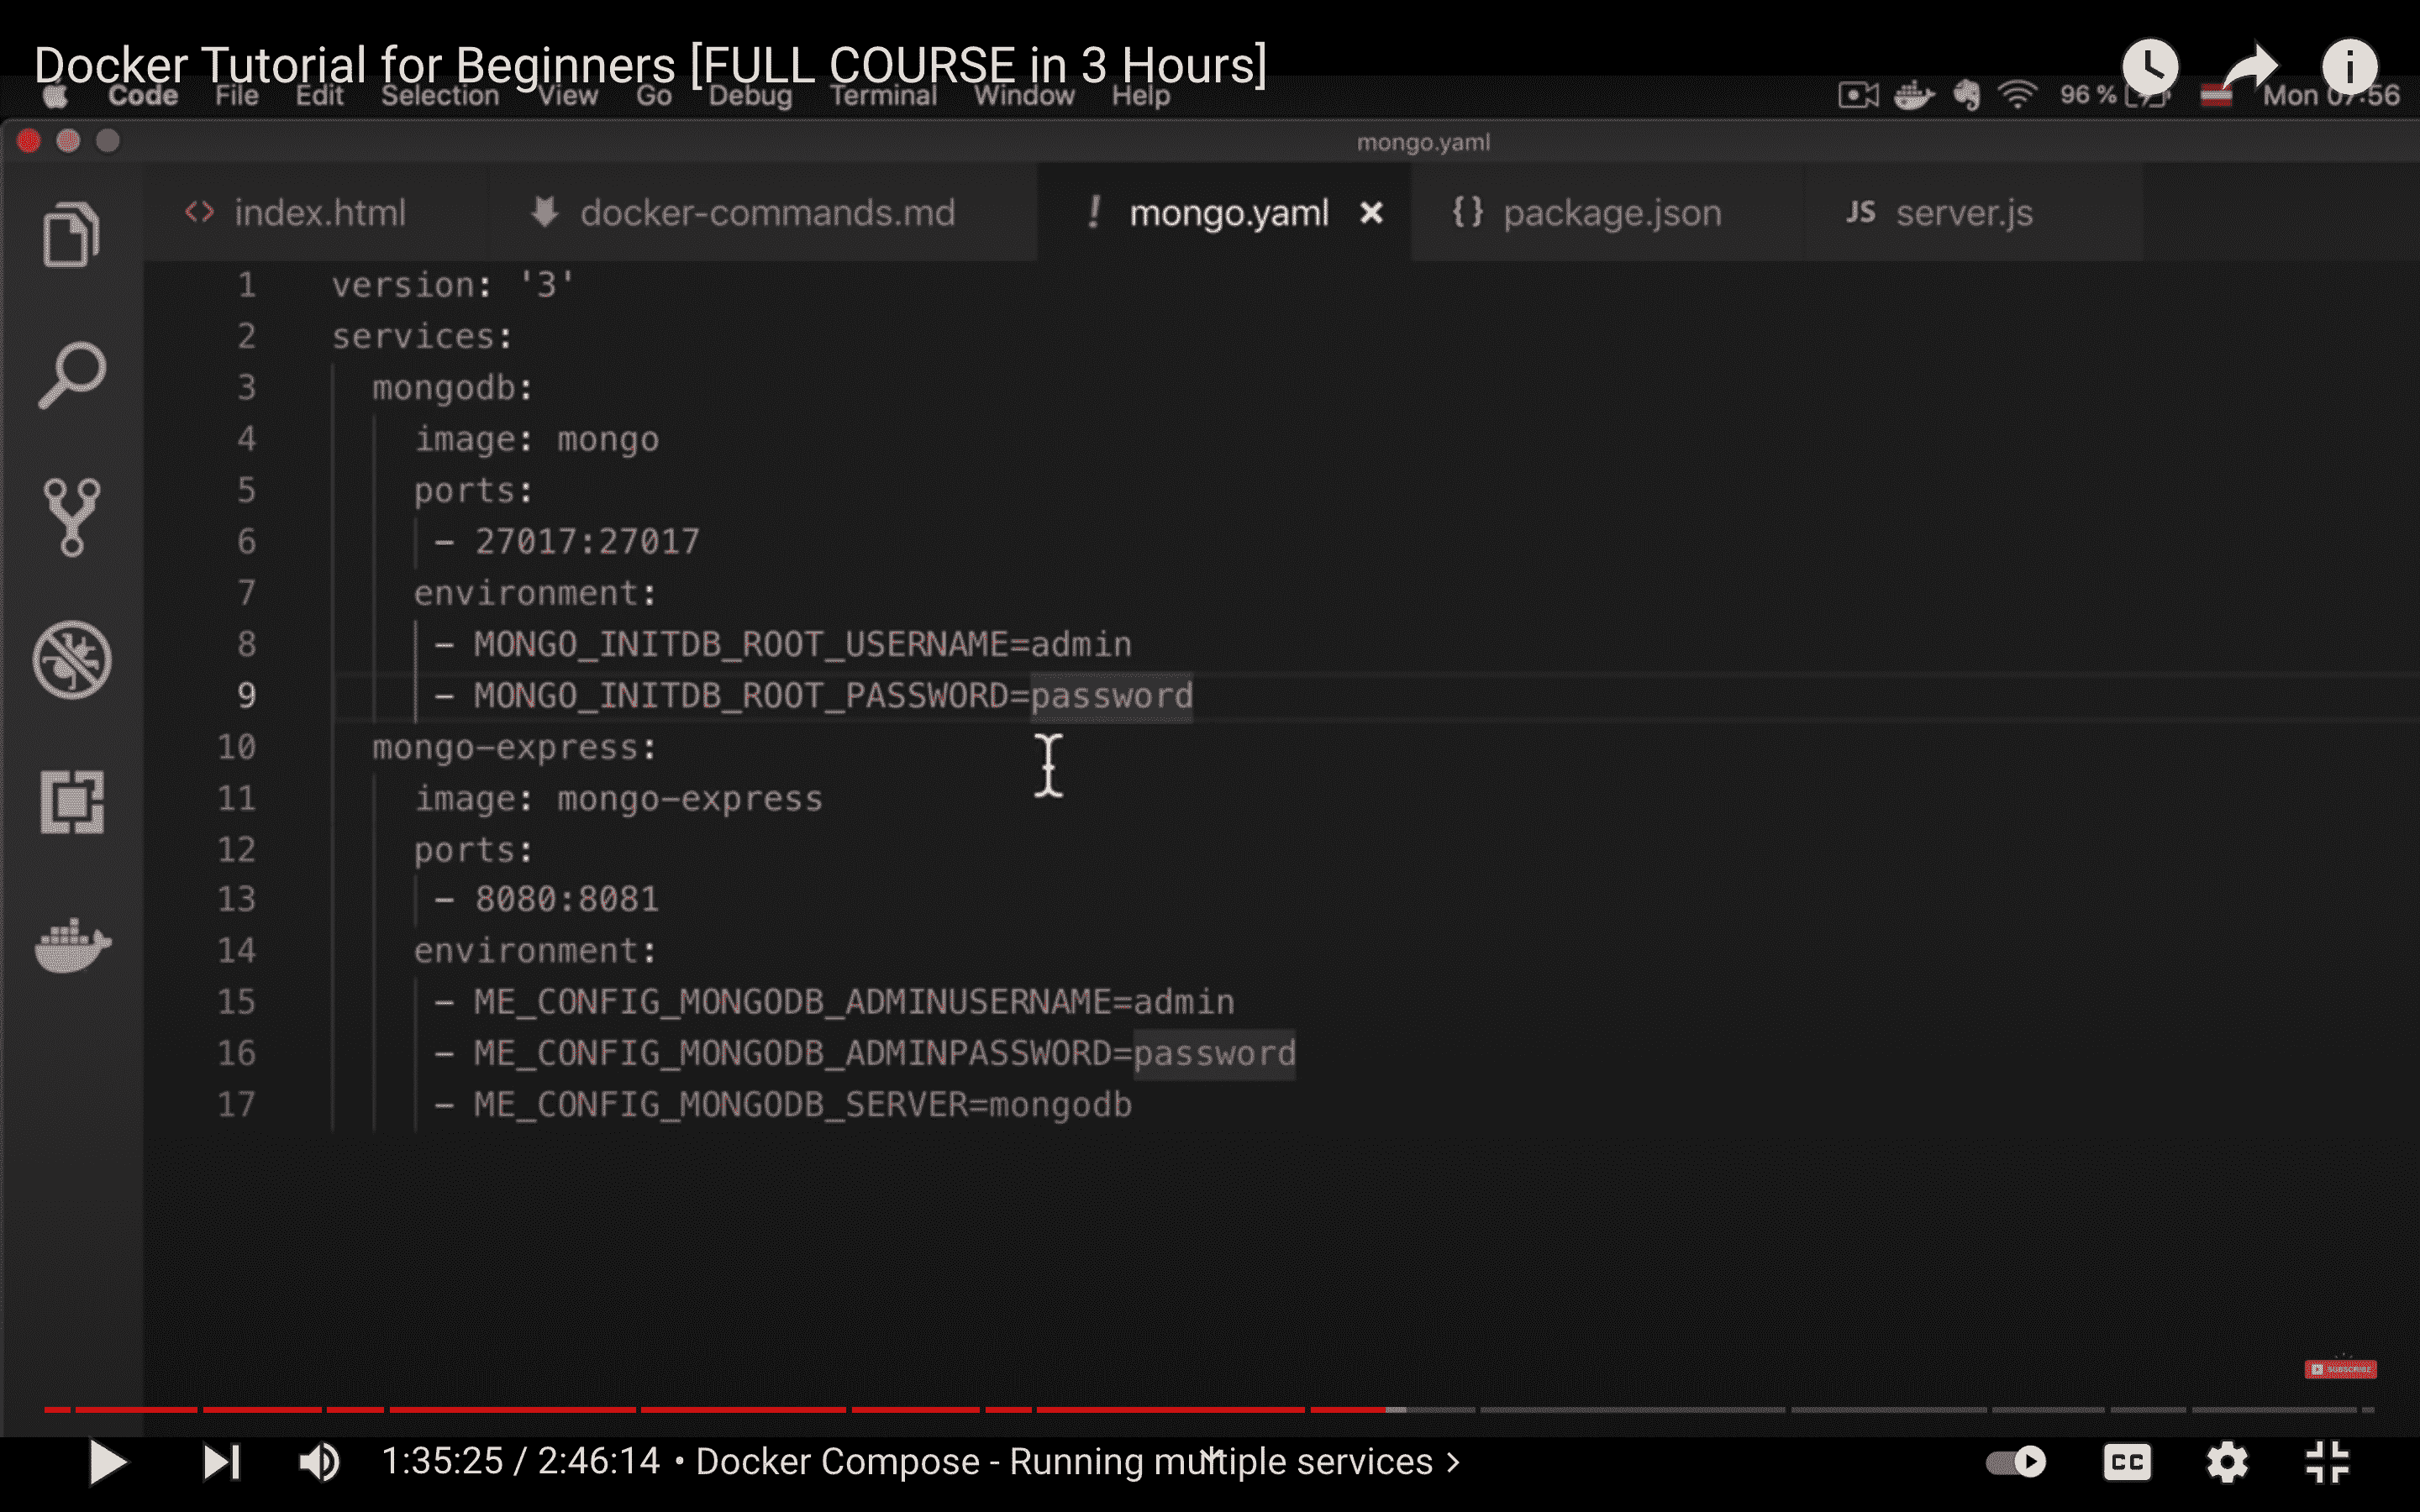 Docker Tutorial for Beginners [FULL COURSE in 3 Hours]
Code File Edit Selection View Go Debug Terminal Window Help 96 % Mon 07:56
mongo.yaml
<> index.html docker-commands.md ! mongo.yaml × {} package.json JS server.js
1 version: '3'
2 services:
3 mongodb:
4 image: mongo
5 ports:
6 - 27017:27017
7 environment:
8 - MONGO_INITDB_ROOT_USERNAME=admin
9 - MONGO_INITDB_ROOT_PASSWORD=password
10 mongo-express:
11 image: mongo-express
12 ports:
13 - 8080:8081
14 environment:
15 - ME_CONFIG_MONGODB_ADMINUSERNAME=admin
16 - ME_CONFIG_MONGODB_ADMINPASSWORD=password
17 - ME_CONFIG_MONGODB_SERVER=mongodb
SUBSCRIBE
1:35:25 / 2:46:14 • Docker Compose - Running multiple services >
CC